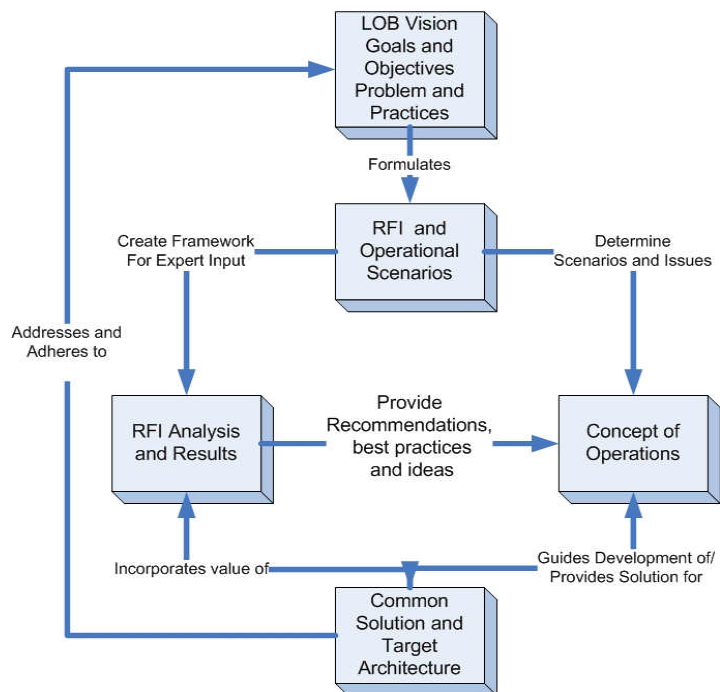 LOB Vision
Goals and
Objectives
Problem and
Practices
Formulates
RFI and
Operational
Scenarios
Create Framework
For Expert Input
Determine
Scenarios and Issues
Addresses and
Adheres to
RFI Analysis
and Results
Provide
Recommendations,
best practices
and ideas
Concept of
Operations
Incorporates value of
Guides Development of/
Provides Solution for
Common
Solution and
Target
Architecture